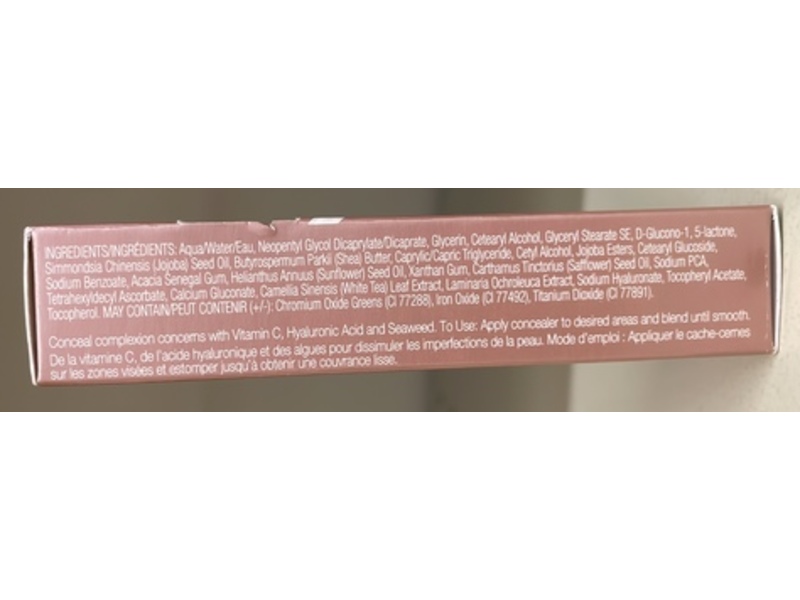 INGREDIENTS/INGRÉDIENTS: Aqua/Water/Eau, Neopentyl Glycol Dicaprylate/Dicaprate, Glycerin, Cetearyl Alcohol, Glyceryl Stearate SE, D-Glucono-1, 5-lactone,
Simmondsia Chinensis (Jojoba) Seed Oil, Butyrospermum Parkii (Shea) Butter, Caprylic/Capric Triglyceride, Cetyl Alcohol, Jojoba Esters, Cetearyl Glucoside,
Sodium Benzoate, Acacia Senegal Gum, Helianthus Annuus (Sunflower) Seed Oil, Xanthan Gum, Carthamus Tinctorius (Safflower) Seed Oil, Sodium PCA,
Tetrahexyldecyl Ascorbate, Calcium Gluconate, Camellia Sinensis (White Tea) Leaf Extract, Laminaria Ochroleuca Extract, Sodium Hyaluronate, Tocopheryl Acetate,
Tocopherol. MAY CONTAIN/PEUT CONTENIR (+/-): Chromium Oxide Greens (CI 77288), Iron Oxide (CI 77492), Titanium Dioxide (CI 77891).
Conceal complexion concerns with Vitamin C, Hyaluronic Acid and Seaweed. To Use: Apply concealer to desired areas and blend until smooth.
De la vitamine C, de l'acide hyaluronique et des algues pour dissimuler les imperfections de la peau. Mode d'emploi : Appliquer le cache-cernes
sur les zones visées et estomper jusqu'à obtenir une couvrance lisse.